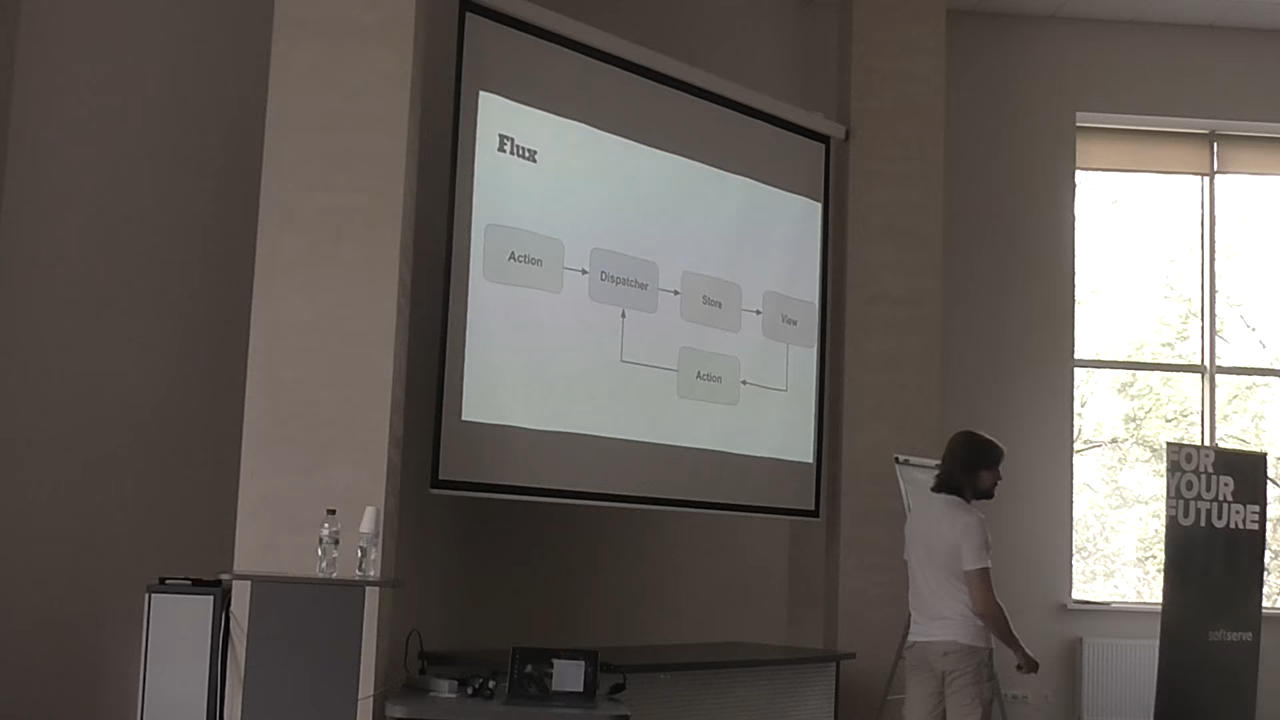 Flux
Action
Dispatcher
Store
View
Action
FOR
YOUR
FUTURE
softserve